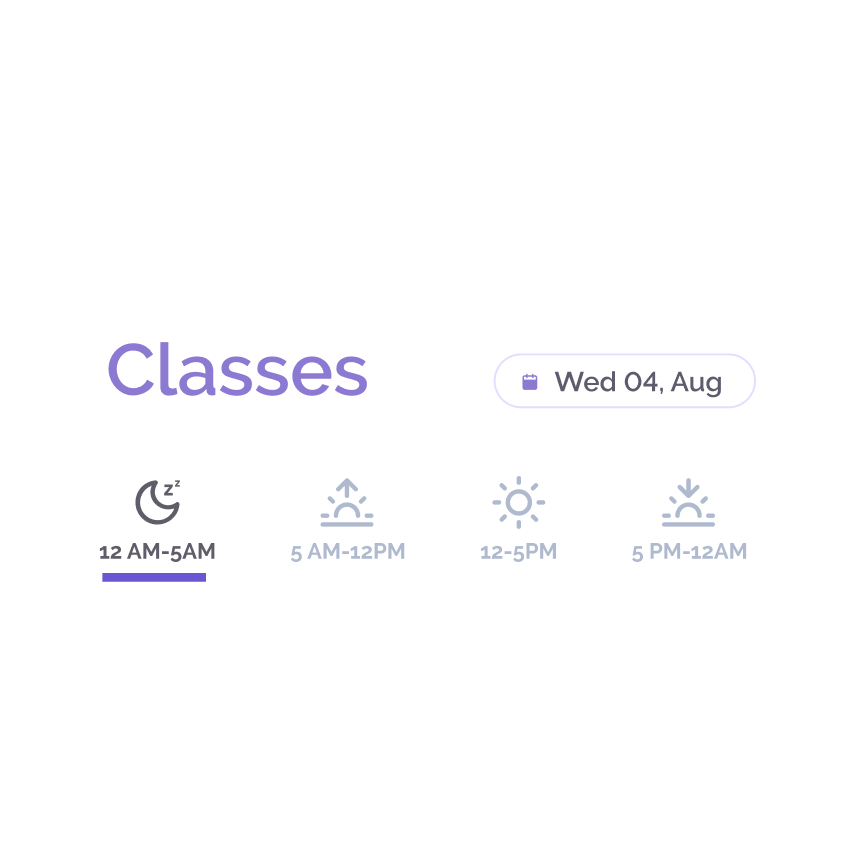 Classes
Wed 04, Aug
12 AM-5AM
5 AM-12PM
12-5PM
5 PM-12AM